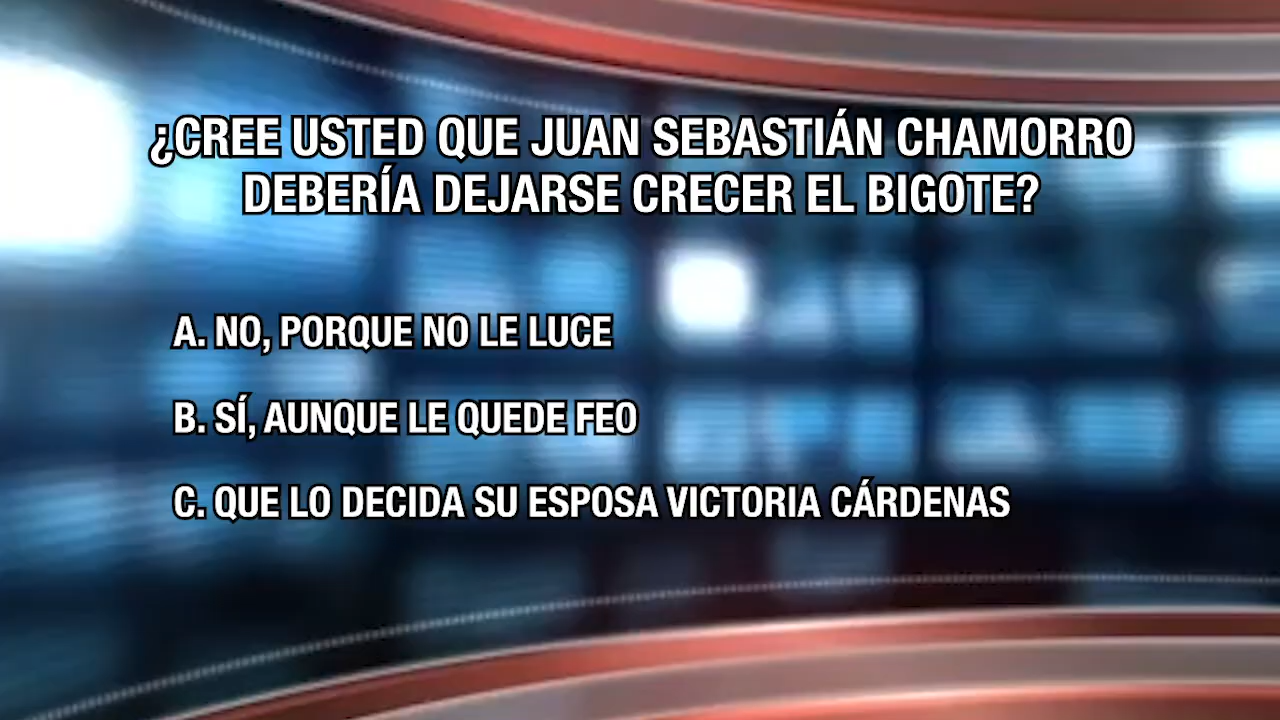 ¿CREE USTED QUE JUAN SEBASTIÁN CHAMORRO
DEBERÍA DEJARSE CRECER EL BIGOTE?
A. NO, PORQUE NO LE LUCE
B. SÍ, AUNQUE LE QUEDE FEO
C. QUE LO DECIDA SU ESPOSA VICTORIA CÁRDENAS